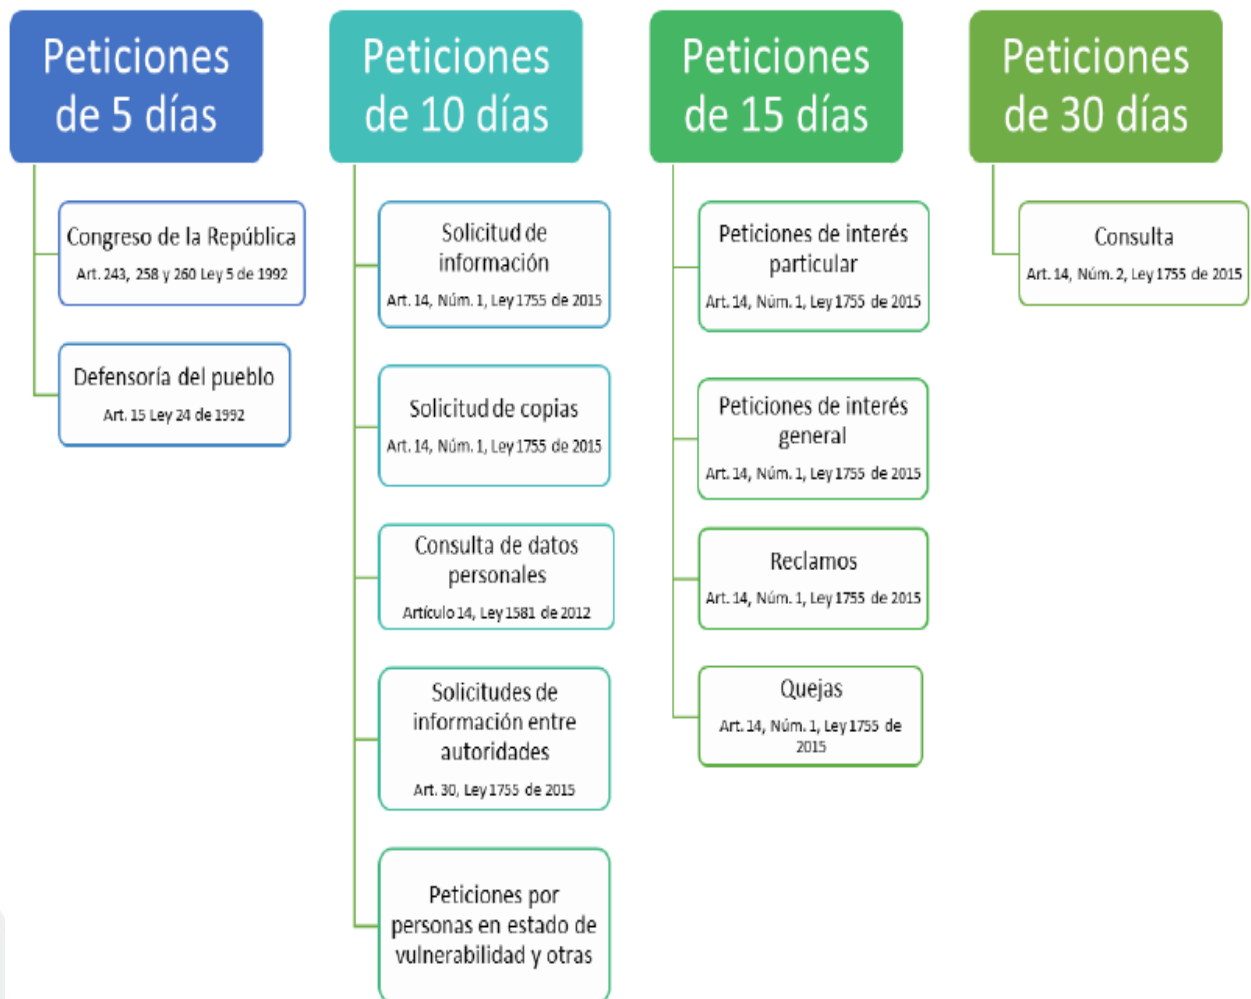 Peticiones
de 5 días
Congreso de la República
Art. 243, 258 y 260 Ley 5 de 1992
Defensoría del pueblo
Art. 15 Ley 24 de 1992
Peticiones
de 10 días
Solicitud de
información
Art. 14, Núm. 1, Ley 1755 de 2015
Solicitud de copias
Art. 14, Núm. 1, Ley 1755 de 2015
Consulta de datos
personales
Artículo 14, Ley 1581 de 2012
Solicitudes de
información entre
autoridades
Art. 30, Ley 1755 de 2015
Peticiones por
personas en estado de
vulnerabilidad y otras
Peticiones
de 15 días
Peticiones de interés
particular
Art. 14, Núm. 1, Ley 1755 de 2015
Peticiones de interés
general
Art. 14, Núm. 1, Ley 1755 de 2015
Reclamos
Art. 14, Núm. 1, Ley 1755 de 2015
Quejas
Art. 14, Núm. 1, Ley 1755 de
2015
Peticiones
de 30 días
Consulta
Art. 14, Núm. 2, Ley 1755 de 2015